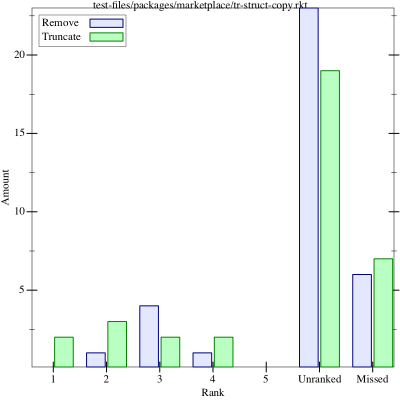 test-files/packages/marketplace/tr-struct-copy.rkt
Remove
Truncate
20
15
10
5
Amount
1 2 3 4 5 Unranked Missed
Rank